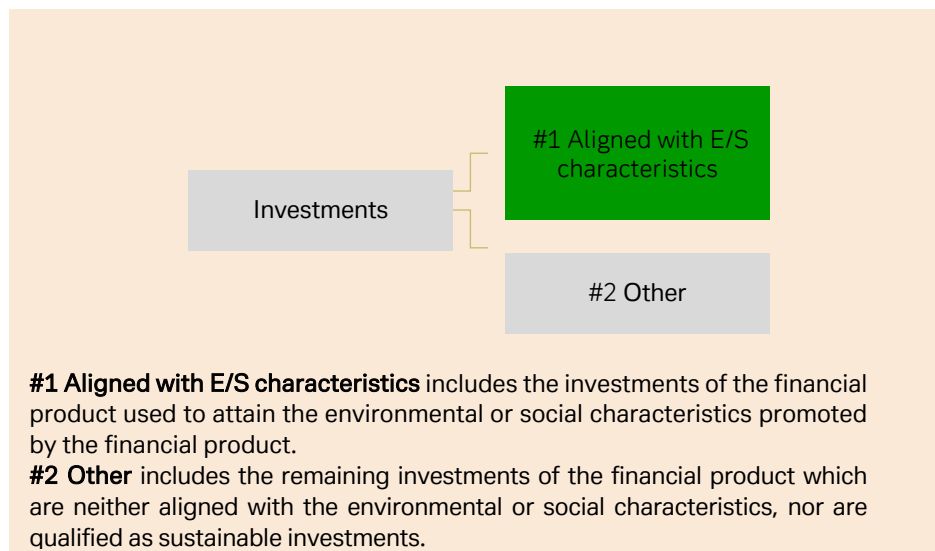 #1 Aligned with E/S
characteristics
Investments
#2 Other
#1 Aligned with E/S characteristics includes the investments of the financial
product used to attain the environmental or social characteristics promoted
by the financial product.
#2 Other includes the remaining investments of the financial product which
are neither aligned with the environmental or social characteristics, nor are
qualified as sustainable investments.